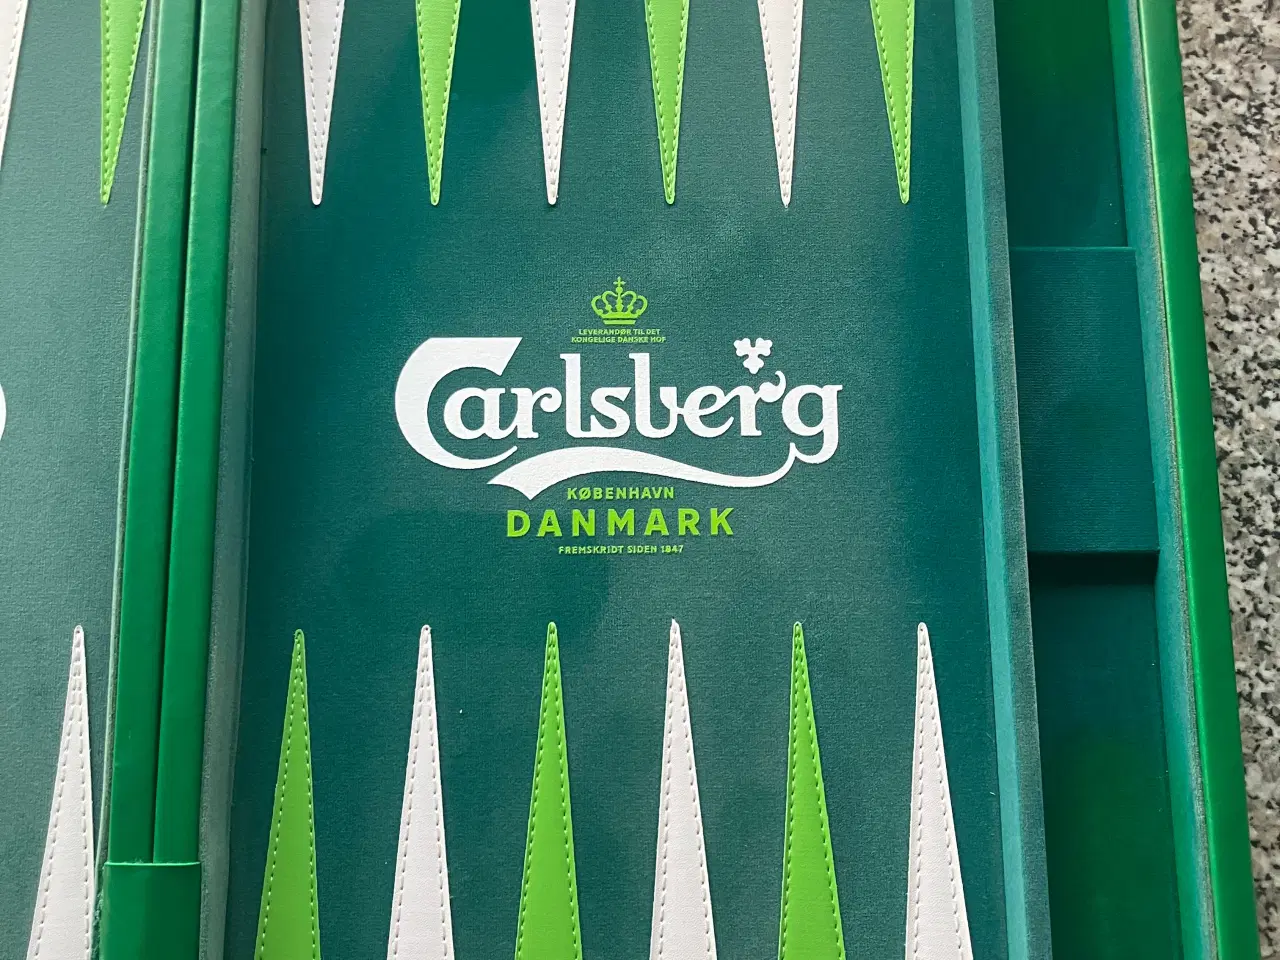 LEVERANDØR TIL DET
KONGELIGE DANSKE HOF
Carlsberg
KØBENHAVN
DANMARK
FREMSKRIDT SIDEN 1847